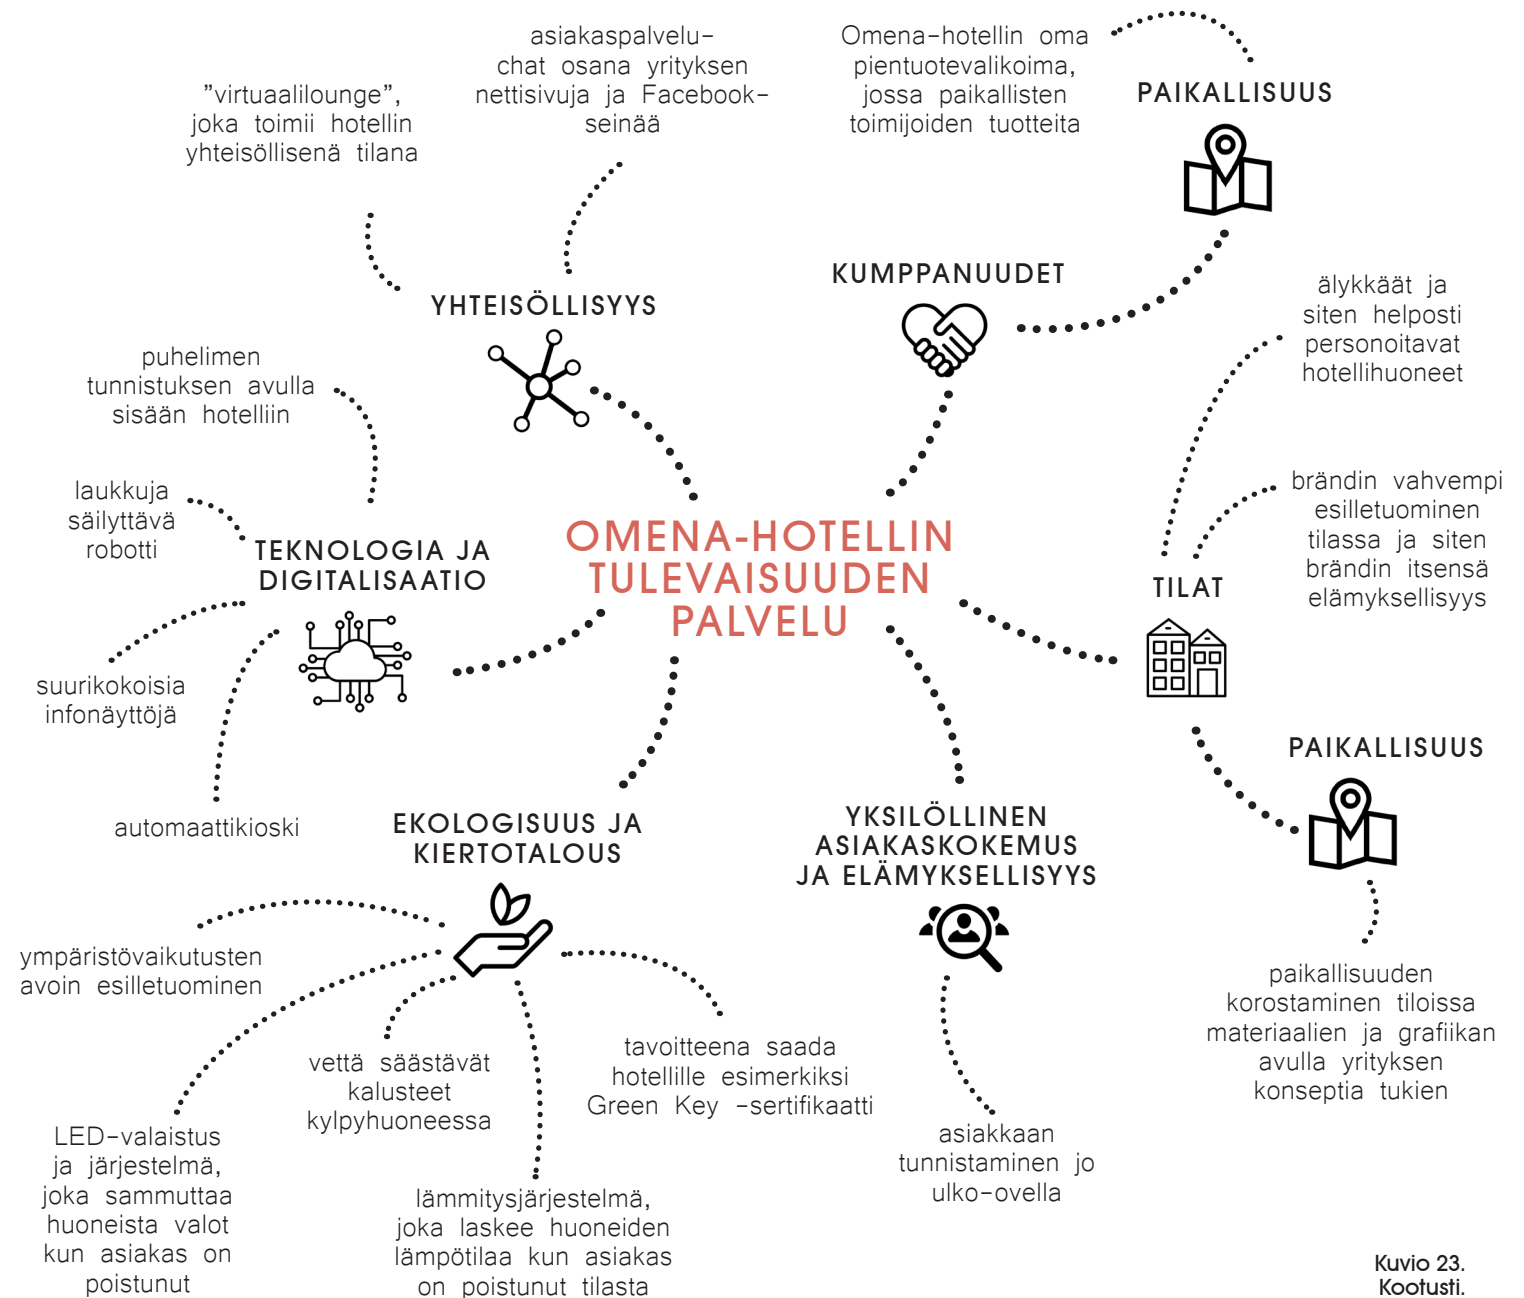 asiakaspalvelu-
chat osana yrityksen
nettisivuja ja Facebook-
seinää
Omena-hotellin oma
pientuotevalikoima,
jossa paikallisten
toimijoiden tuotteita
PAIKALLISUUS
"virtuaalilounge",
joka toimii hotellin
yhteisöllisenä tilana
KUMPPANUUDET
YHTEISÖLLISYYS
älykkäät ja
siten helposti
personoitavat
hotellihuoneet
puhelimen
tunnistuksen avulla
sisään hotelliin
laukkuja
säilyttävä
robotti
brändin vahvempi
esilletuominen
tilassa ja siten
brändin itsensä
elämyksellisyys
TEKNOLOGIA JA
DIGITALISAATIO
OMENA-HOTELLIN
TULEVAISUUDEN
PALVELU
TILAT
suurikokoisia
infonäyttöjä
PAIKALLISUUS
automaattikioski
EKOLOGISUUS JA
KIERTOTALOUS
YKSILÖLLINEN
ASIAKASKOKEMUS
JA ELÄMYKSELLISYYS
ympäristövaikutusten
avoin esilletuominen
paikallisuuden
korostaminen tiloissa
materiaalien ja grafiikan
avulla yrityksen
konseptia tukien
vettä säästävät
kalusteet
kylpyhuoneessa
tavoitteena saada
hotellille esimerkiksi
Green Key -sertifikaatti
LED-valaistus
ja järjestelmä,
joka sammuttaa
huoneista valot
kun asiakas on
poistunut
asiakkaan
tunnistaminen jo
ulko-ovella
lämmitysjärjestelmä,
joka laskee huoneiden
lämpötilaa kun asiakas
on poistunut tilasta
Kuvio 23.
Kootusti.